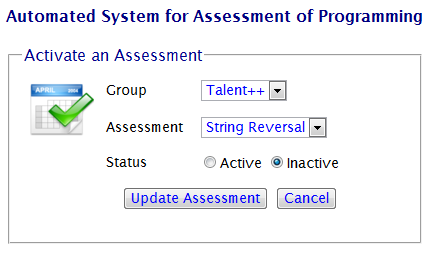 Automated System for Assessment of Programming
Activate an Assessment
APRIL 2004
Group Talent++
Assessment String Reversal
Status Active Inactive
Update Assessment Cancel